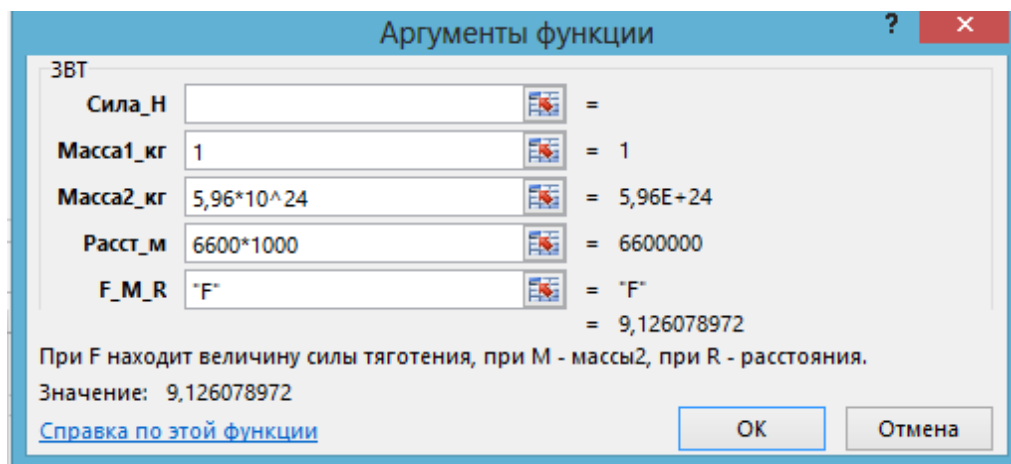 Аргументы функции ? ×
ЗВТ
Сила_Н =
Масса1_кг 1 = 1
Масса2_кг 5,96*10^24 = 5,96E+24
Расст_м 6600*1000 = 6600000
F_M_R "F" = "F"
= 9,126078972
При F находит величину силы тяготения, при M - массы2, при R - расстояния.
Значение: 9,126078972
Справка по этой функции ОК Отмена